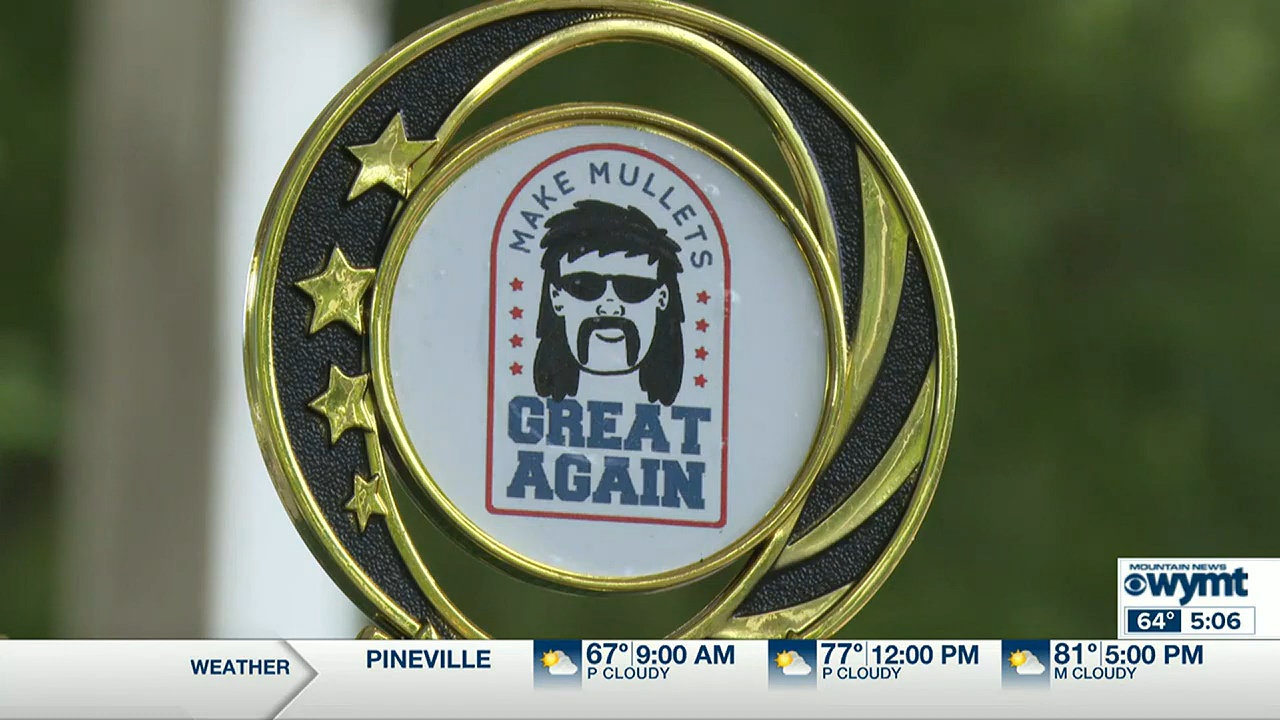 MAKE MULLETS
GREAT
AGAIN
MOUNTAIN NEWS
wymt
64° 5:06
WEATHER
PINEVILLE
67° 9:00 AM
P CLOUDY
77° 12:00 PM
P CLOUDY
81° 5:00 PM
M CLOUDY